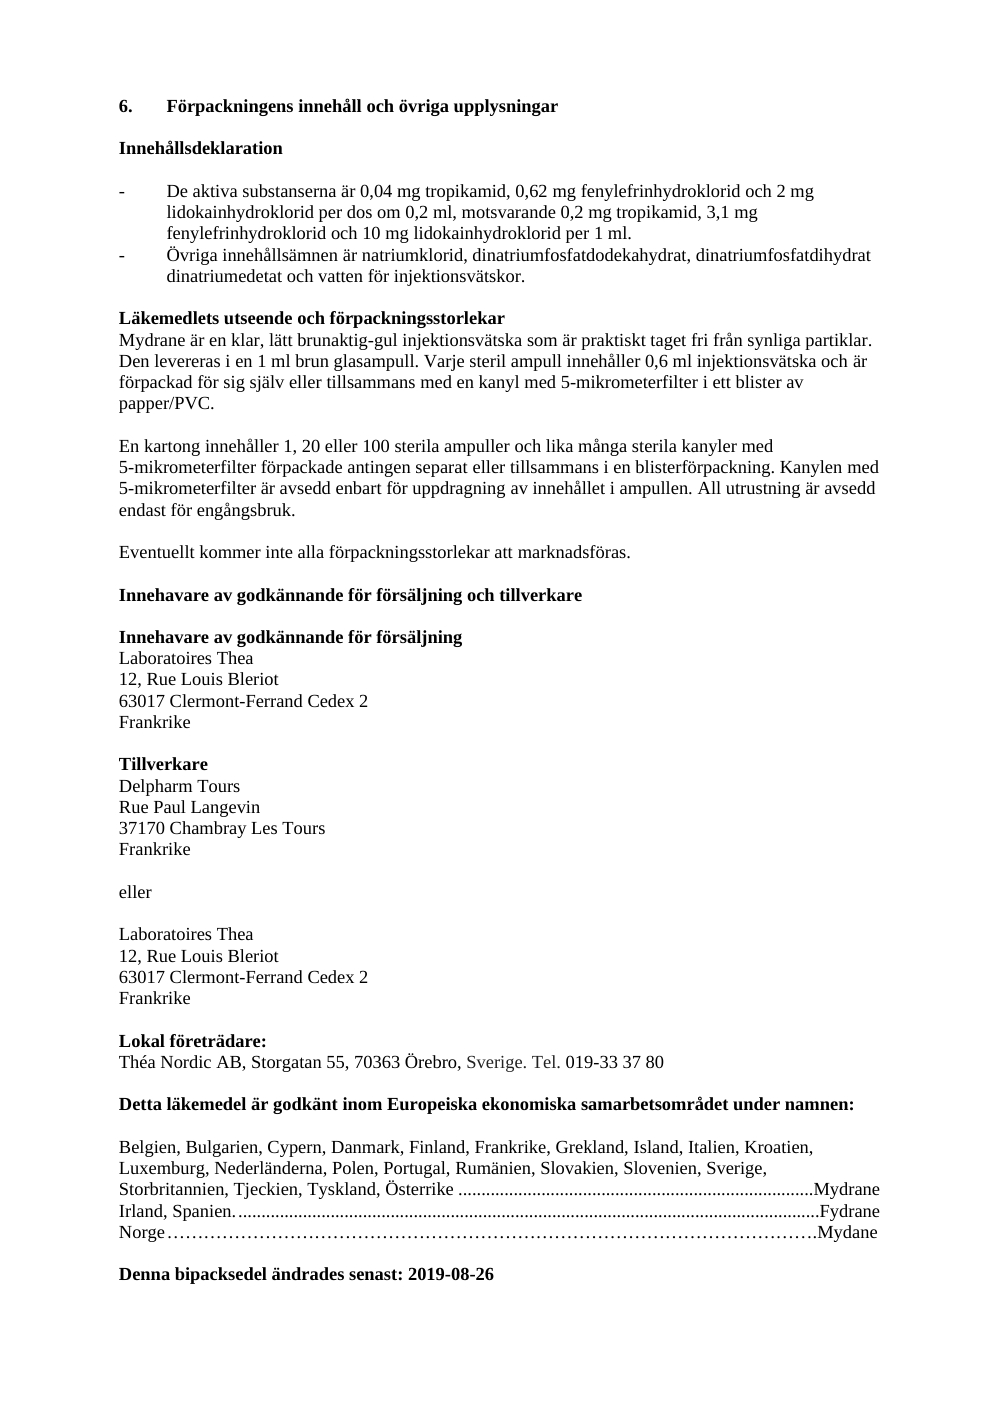 6. Förpackningens innehåll och övriga upplysningar
Innehållsdeklaration
- De aktiva substanserna är 0,04 mg tropikamid, 0,62 mg fenylefrinhydroklorid och 2 mg
lidokainhydroklorid per dos om 0,2 ml, motsvarande 0,2 mg tropikamid, 3,1 mg
fenylefrinhydroklorid och 10 mg lidokainhydroklorid per 1 ml.
- Övriga innehållsämnen är natriumklorid, dinatriumfosfatdodekahydrat, dinatriumfosfatdihydrat
dinatriumedetat och vatten för injektionsvätskor.
Läkemedlets utseende och förpackningsstorlekar
Mydrane är en klar, lätt brunaktig-gul injektionsvätska som är praktiskt taget fri från synliga partiklar.
Den levereras i en 1 ml brun glasampull. Varje steril ampull innehåller 0,6 ml injektionsvätska och är
förpackad för sig själv eller tillsammans med en kanyl med 5-mikrometerfilter i ett blister av
papper/PVC.
En kartong innehåller 1, 20 eller 100 sterila ampuller och lika många sterila kanyler med
5-mikrometerfilter förpackade antingen separat eller tillsammans i en blisterförpackning. Kanylen med
5-mikrometerfilter är avsedd enbart för uppdragning av innehållet i ampullen. All utrustning är avsedd
endast för engångsbruk.
Eventuellt kommer inte alla förpackningsstorlekar att marknadsföras.
Innehavare av godkännande för försäljning och tillverkare
Innehavare av godkännande för försäljning
Laboratoires Thea
12, Rue Louis Bleriot
63017 Clermont-Ferrand Cedex 2
Frankrike
Tillverkare
Delpharm Tours
Rue Paul Langevin
37170 Chambray Les Tours
Frankrike
eller
Laboratoires Thea
12, Rue Louis Bleriot
63017 Clermont-Ferrand Cedex 2
Frankrike
Lokal företrädare:
Théa Nordic AB, Storgatan 55, 70363 Örebro, Sverige. Tel. 019-33 37 80
Detta läkemedel är godkänt inom Europeiska ekonomiska samarbetsområdet under namnen:
Belgien, Bulgarien, Cypern, Danmark, Finland, Frankrike, Grekland, Island, Italien, Kroatien,
Luxemburg, Nederländerna, Polen, Portugal, Rumänien, Slovakien, Slovenien, Sverige,
Storbritannien, Tjeckien, Tyskland, Österrike .............................................................................Mydrane
Irland, Spanien...............................................................................................................................Fydrane
Norge…………………………………………………………………………………………….Mydane
Denna bipacksedel ändrades senast: 2019-08-26